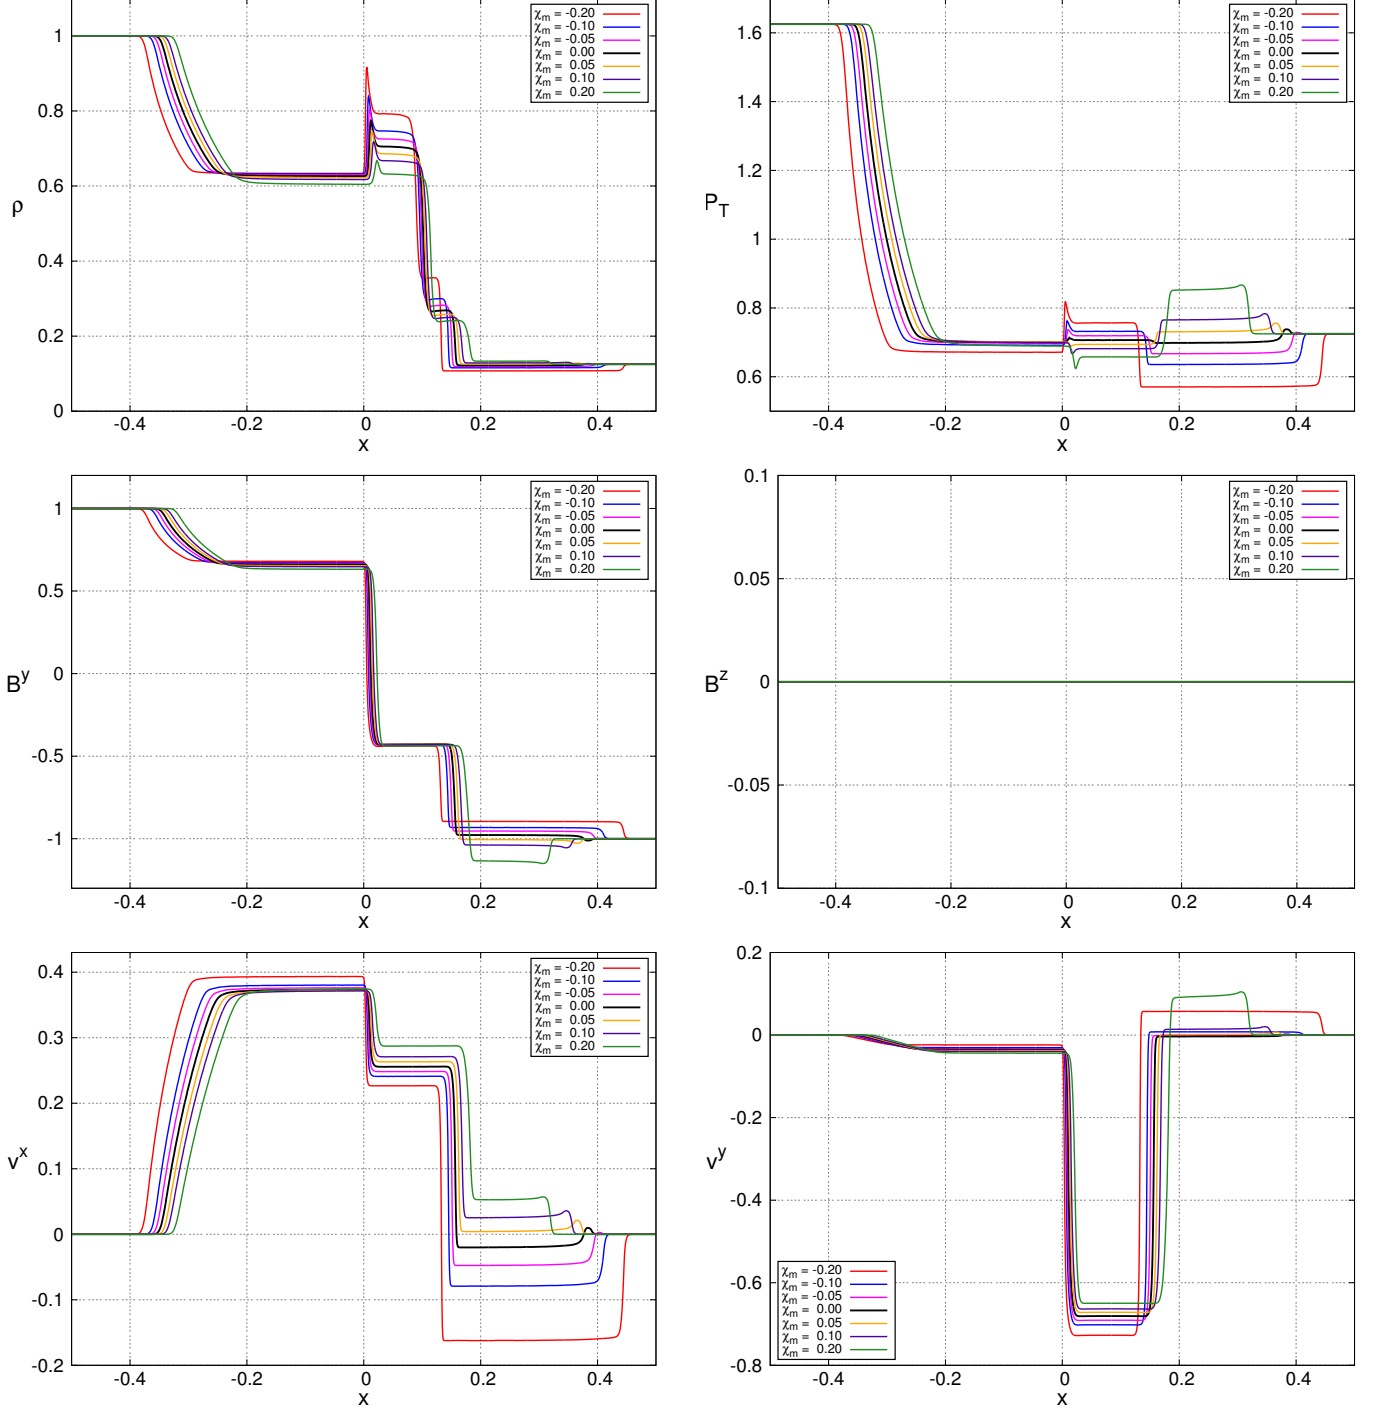 1
0.8
0.6
0.4
0.2
0
-0.4
-0.2
0
0.2
0.4
ρ
x
χm = -0.20
χm = -0.10
χm = -0.05
χm = 0.00
χm = 0.05
χm = 0.10
χm = 0.20
1.6
1.4
1.2
1
0.8
0.6
-0.4
-0.2
0
0.2
0.4
PT
x
χm = -0.20
χm = -0.10
χm = -0.05
χm = 0.00
χm = 0.05
χm = 0.10
χm = 0.20
1
0.5
0
-0.5
-1
-0.4
-0.2
0
0.2
0.4
By
x
χm = -0.20
χm = -0.10
χm = -0.05
χm = 0.00
χm = 0.05
χm = 0.10
χm = 0.20
0.1
0.05
0
-0.05
-0.1
-0.4
-0.2
0
0.2
0.4
Bz
x
χm = -0.20
χm = -0.10
χm = -0.05
χm = 0.00
χm = 0.05
χm = 0.10
χm = 0.20
0.4
0.3
0.2
0.1
0
-0.1
-0.2
-0.4
-0.2
0
0.2
0.4
vx
x
χm = -0.20
χm = -0.10
χm = -0.05
χm = 0.00
χm = 0.05
χm = 0.10
χm = 0.20
0.2
0
-0.2
-0.4
-0.6
-0.8
-0.4
-0.2
0
0.2
0.4
vy
x
χm = -0.20
χm = -0.10
χm = -0.05
χm = 0.00
χm = 0.05
χm = 0.10
χm = 0.20